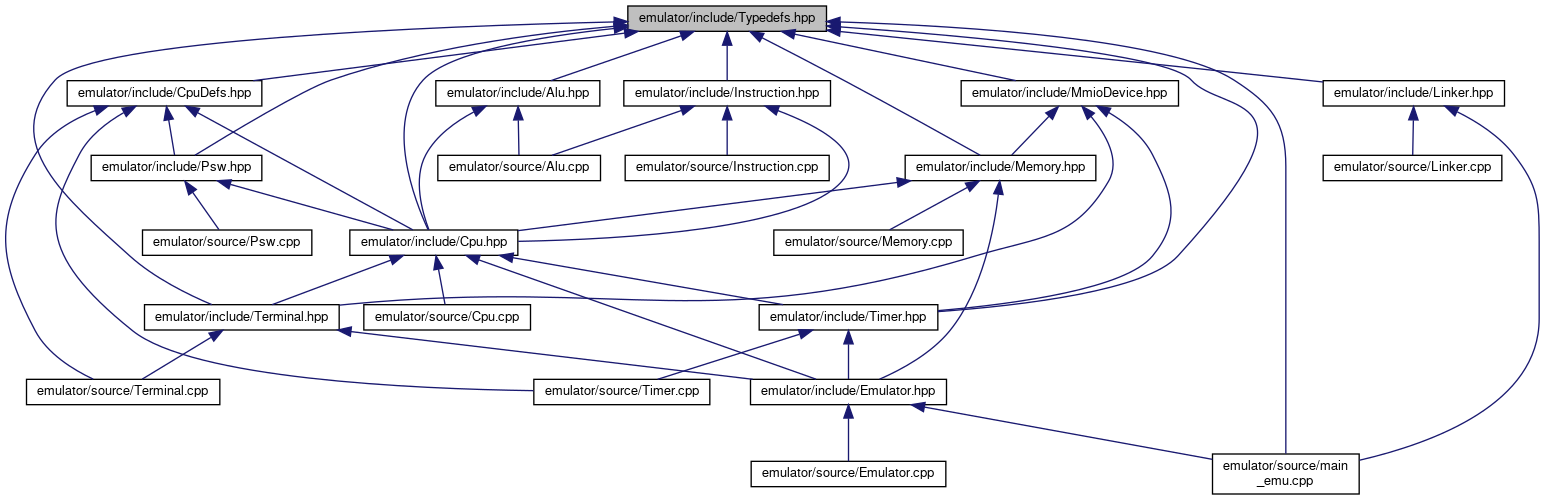 emulator/include/Typedefs.hpp
emulator/include/CpuDefs.hpp
emulator/include/Alu.hpp
emulator/include/Instruction.hpp
emulator/include/MmioDevice.hpp
emulator/include/Linker.hpp
emulator/include/Psw.hpp
emulator/source/Alu.cpp
emulator/source/Instruction.cpp
emulator/include/Memory.hpp
emulator/source/Linker.cpp
emulator/source/Psw.cpp
emulator/include/Cpu.hpp
emulator/source/Memory.cpp
emulator/include/Terminal.hpp
emulator/source/Cpu.cpp
emulator/include/Timer.hpp
emulator/source/Terminal.cpp
emulator/source/Timer.cpp
emulator/include/Emulator.hpp
emulator/source/Emulator.cpp
emulator/source/main
_emu.cpp